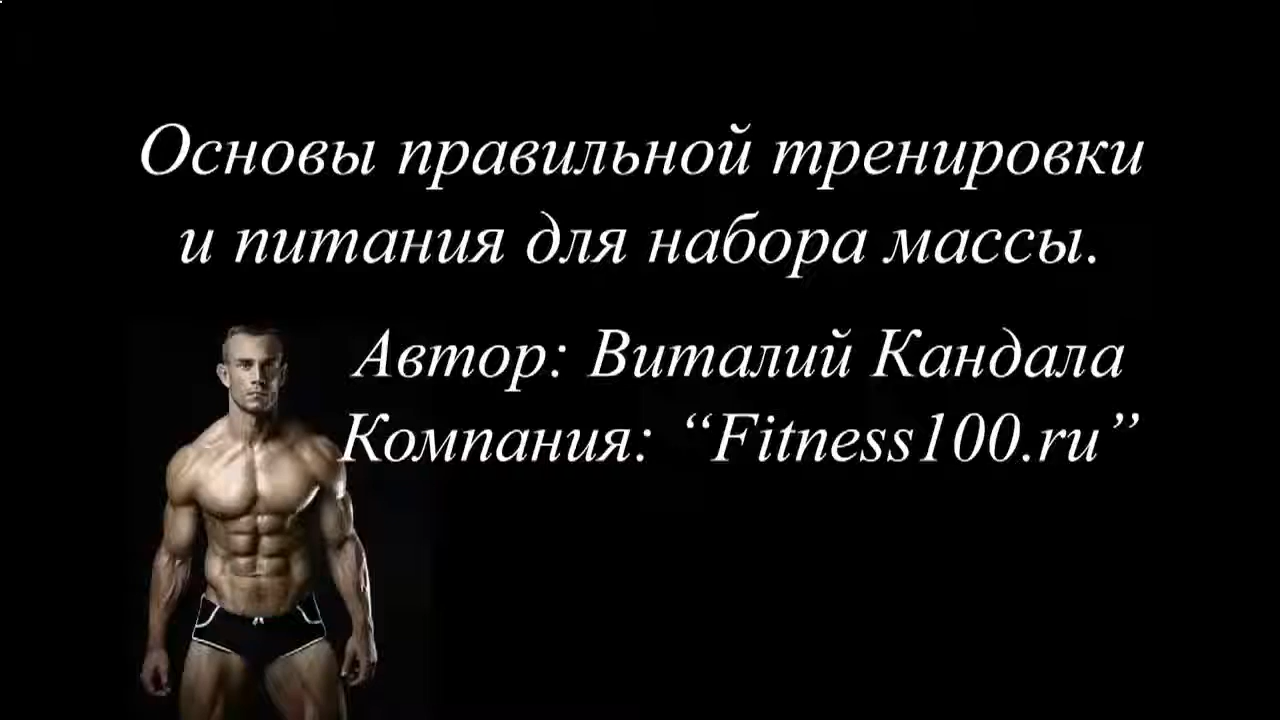 Основы правильной тренировки
и питания для набора массы.
Автор: Виталий Кандала
Компания: “Fitness100.ru”